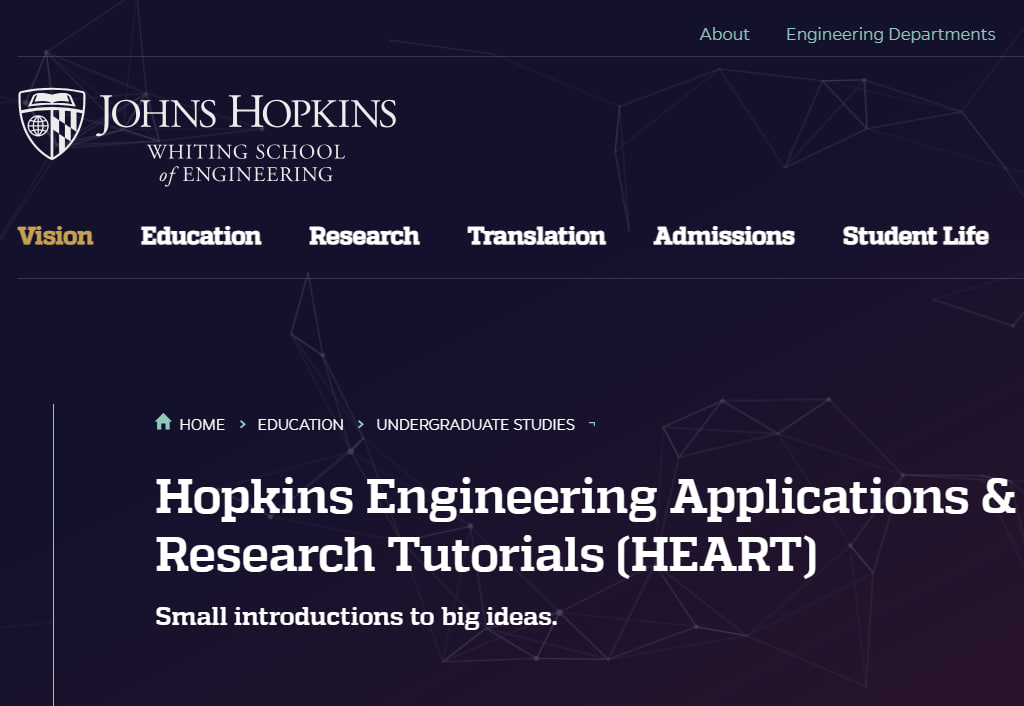 About Engineering Departments
JOHNS HOPKINS
WHITING SCHOOL
of ENGINEERING
Vision Education Research Translation Admissions Student Life
HOME > EDUCATION > UNDERGRADUATE STUDIES
Hopkins Engineering Applications &
Research Tutorials (HEART)
Small introductions to big ideas.